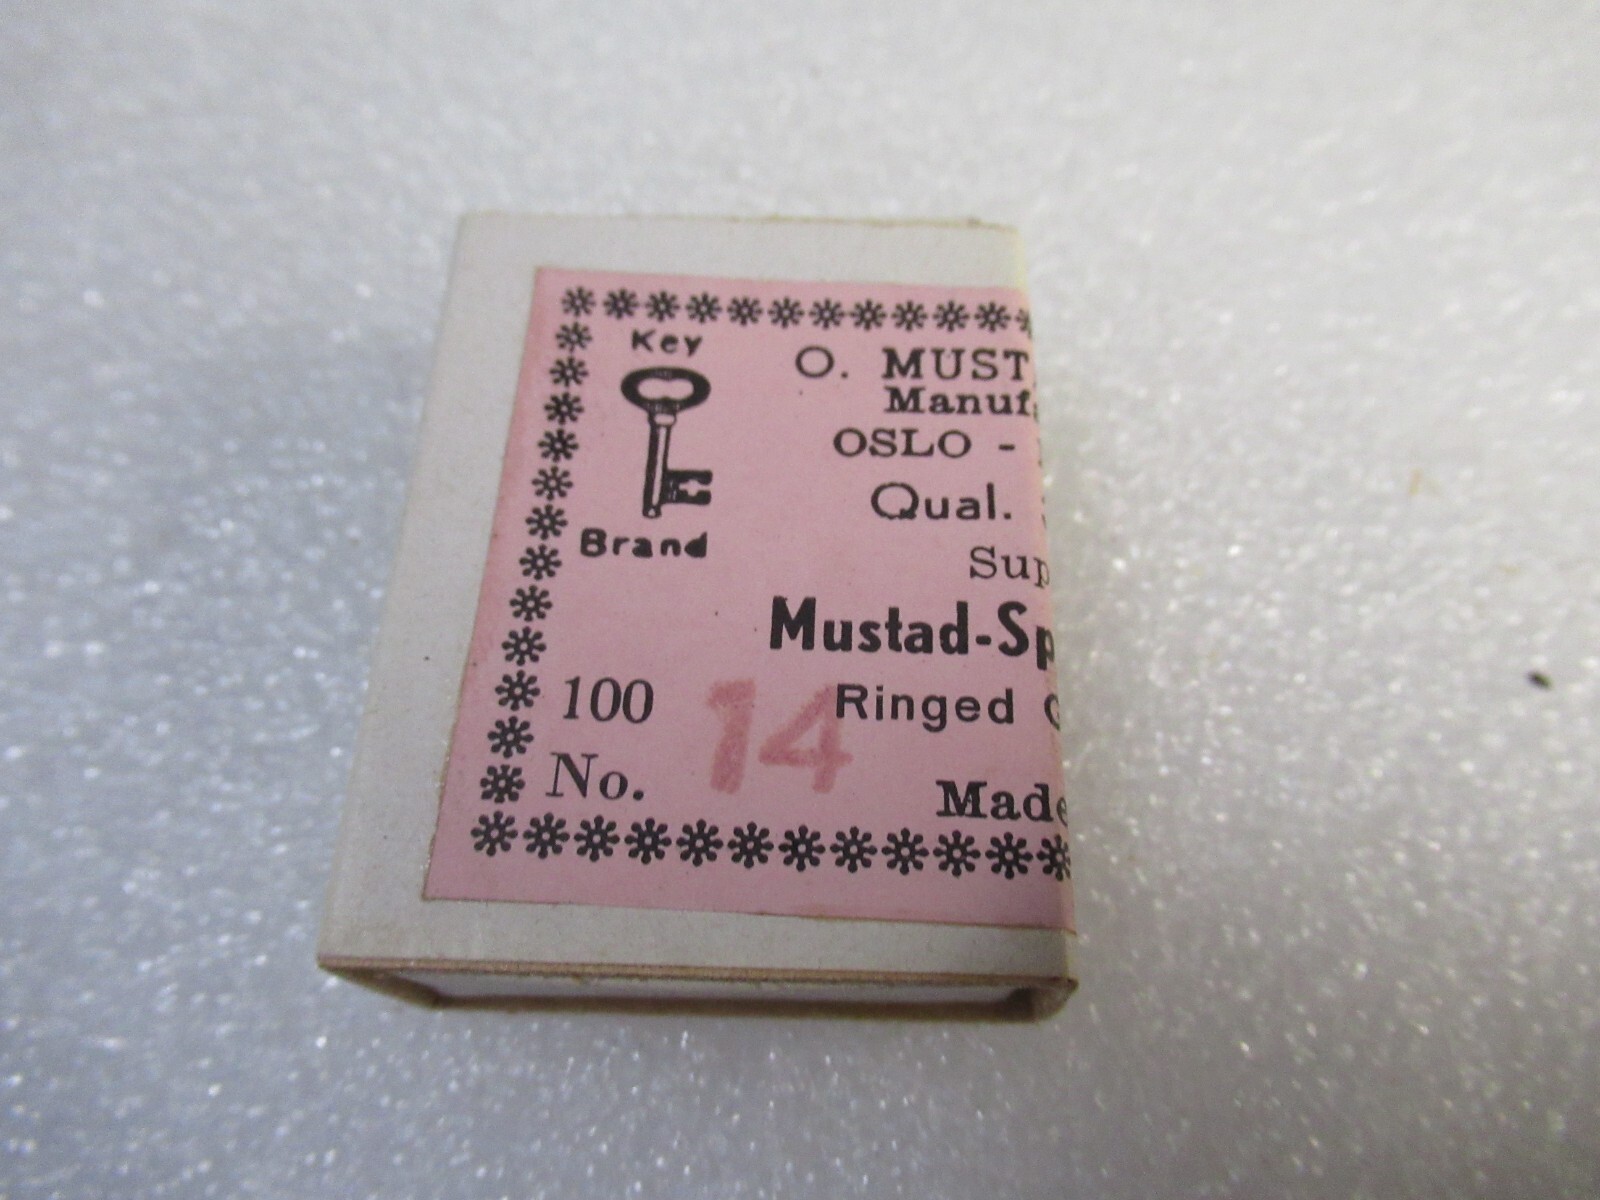 Key
Brand
O. MUST
Manuf
OSLO -
Qual.
Sup
Mustad-Sp
100 14 Ringed
No.
Made